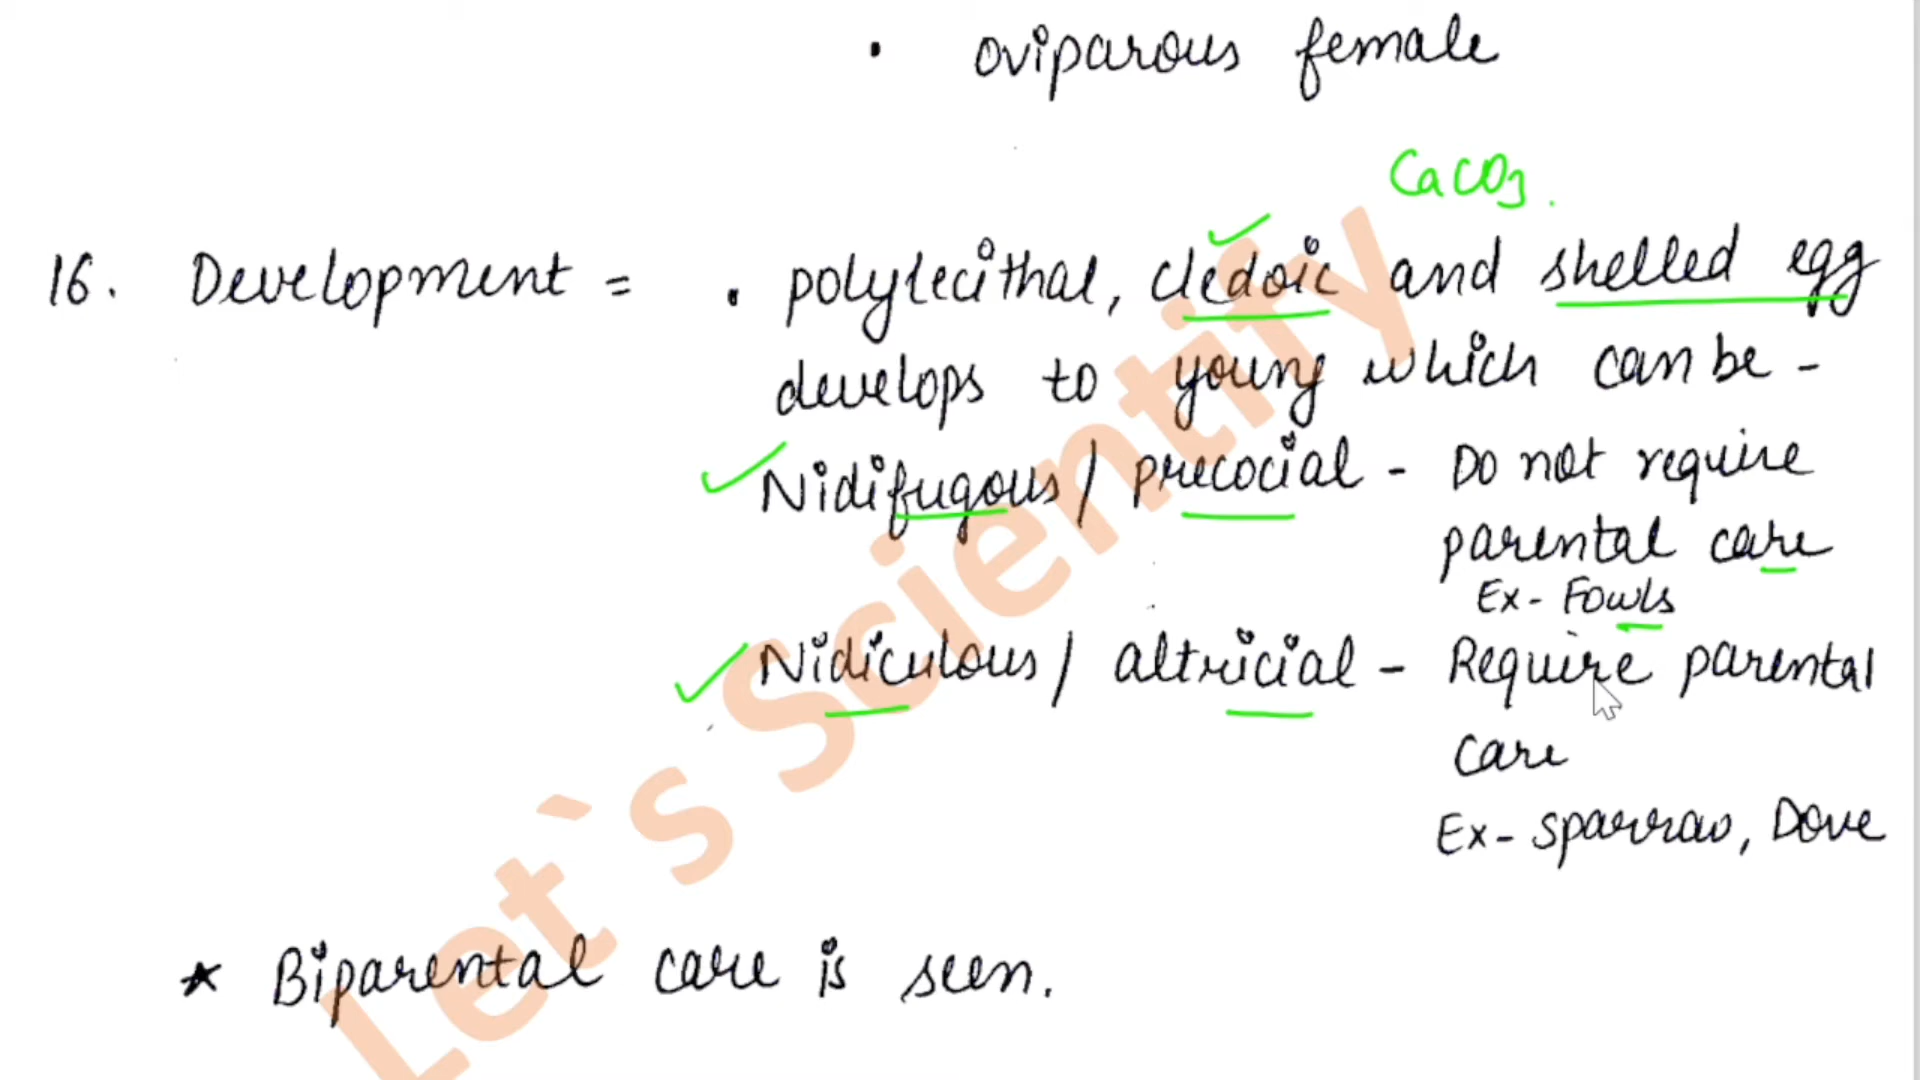 • oviparous female
CaCO3.
16. Development = • polylecithal, cledoic and shelled egg
develops to young which can be -
Nidifugous / precocial - Do not require
parental care
Ex- Fowls
Nidiculous / altricial - Require parental
care
Ex- sparrow, Dove
* Biparental care is seen.
Let`s Scientify